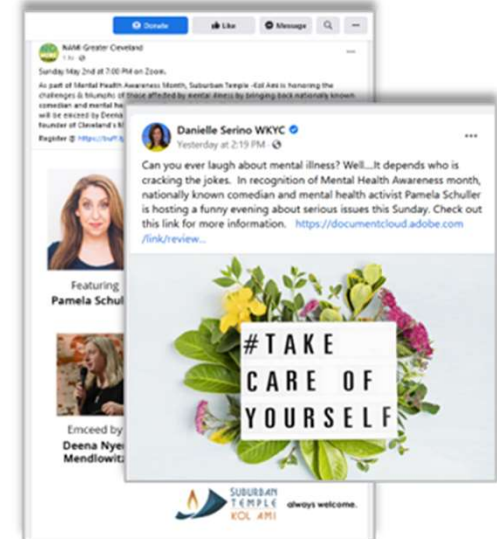 Donate Like Message
NAMI Greater Cleveland
Sunday May 2nd at 7:00 PM on Zoom.
As part of Mental Health Awareness Month, Suburban Temple -Kol Ami is honoring the
challenges & triumphs of those affected by mental illness by bringing back nationally known
comedian and mental
will be emceed by Deena
founder of Cleveland's
Register @
Featuring
Pamela Schul
Emceed by
Deena Nye
Mendlowit
SUBURBAN
TEMPLE
KOL AMI
always welcome.
Danielle Serino WKYC
Yesterday at 2:19 PM
Can you ever laugh about mental illness? Well....It depends who is
cracking the jokes. In recognition of Mental Health Awareness month,
nationally known comedian and mental health activist Pamela Schuller
is hosting a funny evening about serious issues this Sunday. Check out
this link for more information. https://documentcloud.adobe.com
/link/review...
#TAKE
CARE OF
YOURSELF